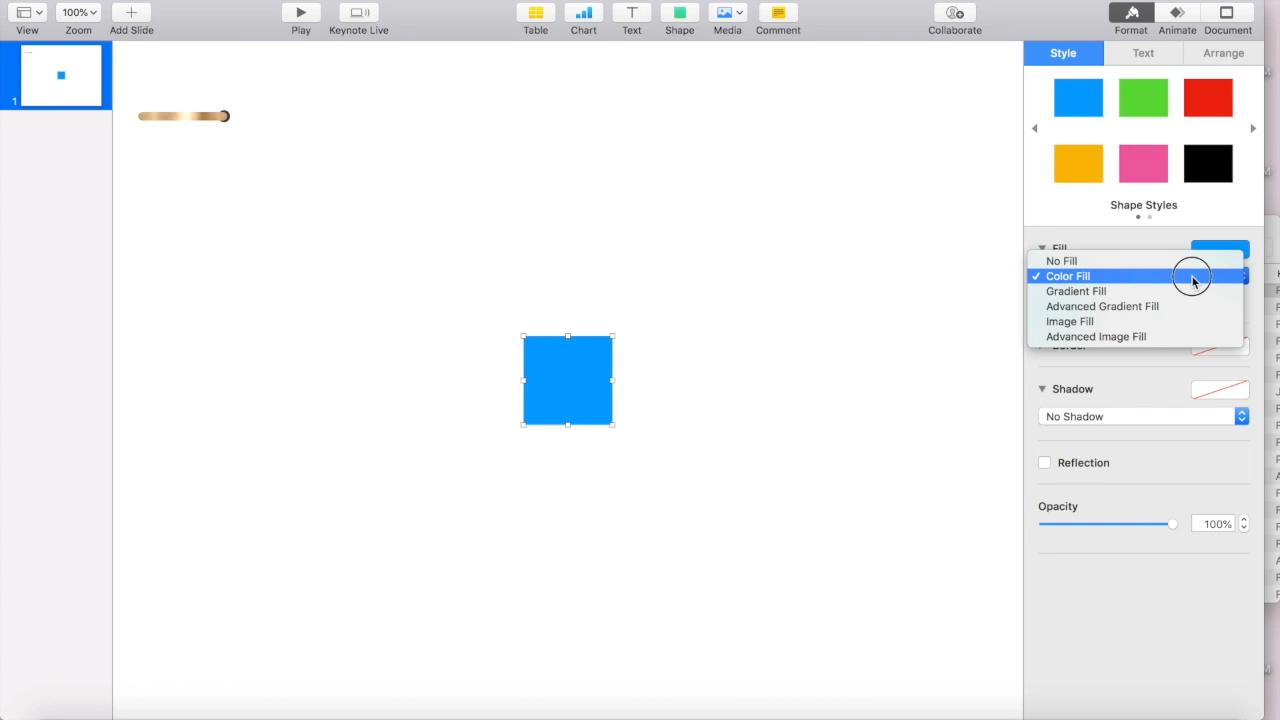 100%
View
Zoom
Add Slide
Play
Keynote Live
Table
Chart
Text
Shape
Media
Comment
Collaborate
Format
Animate
Document
Style
Text
Arrange
1
Shape Styles
Fill
No Fill
✓ Color Fill
Gradient Fill
Advanced Gradient Fill
Image Fill
Advanced Image Fill
Border
Shadow
No Shadow
Reflection
Opacity
100%